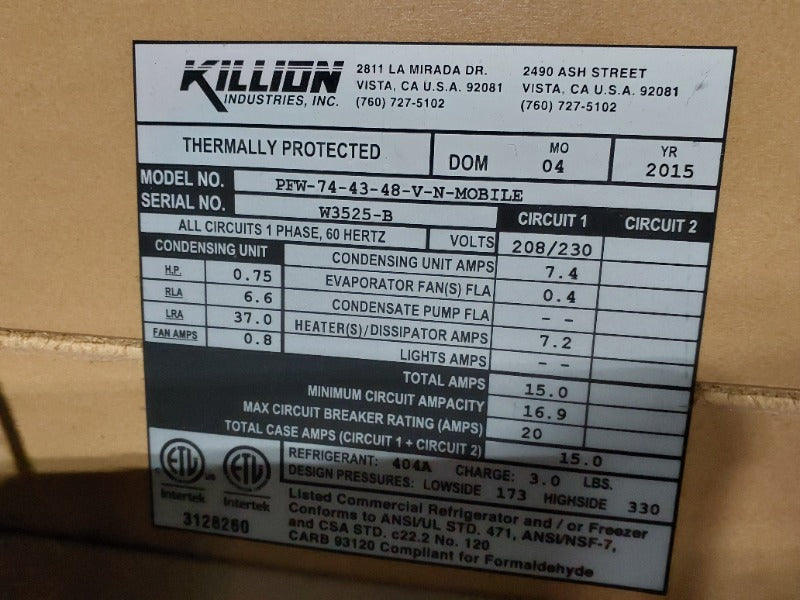 KILLION INDUSTRIES, INC.
2811 LA MIRADA DR.
VISTA, CA U.S.A. 92081
(760) 727-5102
2490 ASH STREET
VISTA, CA U.S.A. 92081
(760) 727-5102
THERMALLY PROTECTED
DOM
MO
04
YR
2015
MODEL NO. PFW-74-43-48-V-N-MOBILE
SERIAL NO. W3525-B
CIRCUIT 1 CIRCUIT 2
ALL CIRCUITS 1 PHASE, 60 HERTZ VOLTS 208/230
CONDENSING UNIT
H.P. 0.75
RLA 6.6
LRA 37.0
FAN AMPS 0.8
CONDENSING UNIT AMPS 7.4
EVAPORATOR FAN(S) FLA 0.4
CONDENSATE PUMP FLA - -
HEATER(S)/DISSIPATOR AMPS 7.2
LIGHTS AMPS - -
TOTAL AMPS 15.0
MINIMUM CIRCUIT AMPACITY 16.9
MAX CIRCUIT BREAKER RATING (AMPS) 20
TOTAL CASE AMPS (CIRCUIT 1 + CIRCUIT 2) 15.0
REFRIGERANT: 404A CHARGE: 3.0 LBS.
DESIGN PRESSURES: LOWSIDE 173 HIGHSIDE 330
C ETL US
Intertek
ETL
Intertek
3128260
Listed Commercial Refrigerator and / or Freezer
Conforms to ANSI/UL STD. 471, ANSI/NSF-7,
and CSA STD. c22.2 No. 120
CARB 93120 Compliant for Formaldehyde